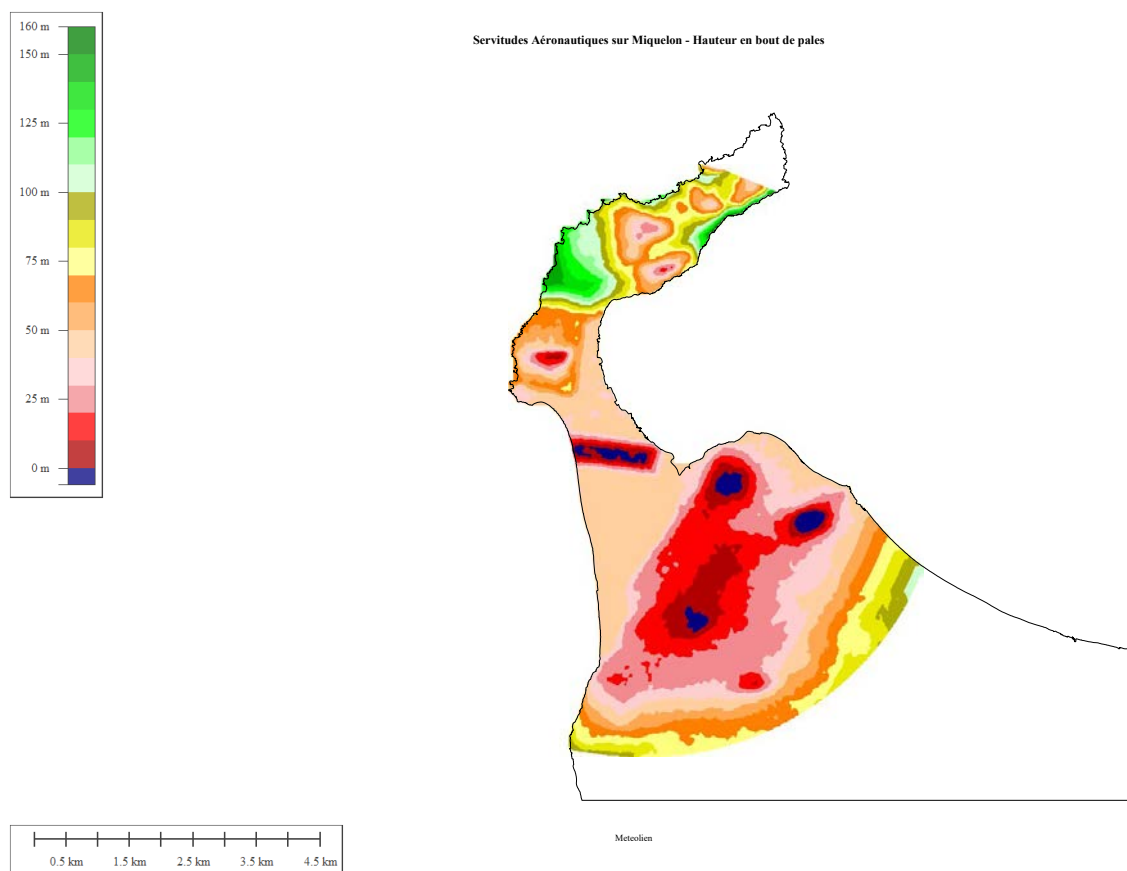 Servitudes Aéronautiques sur Miquelon - Hauteur en bout de pales
160 m
150 m
125 m
100 m
75 m
50 m
25 m
0 m
Meteolien
0.5 km 1.5 km 2.5 km 3.5 km 4.5 km